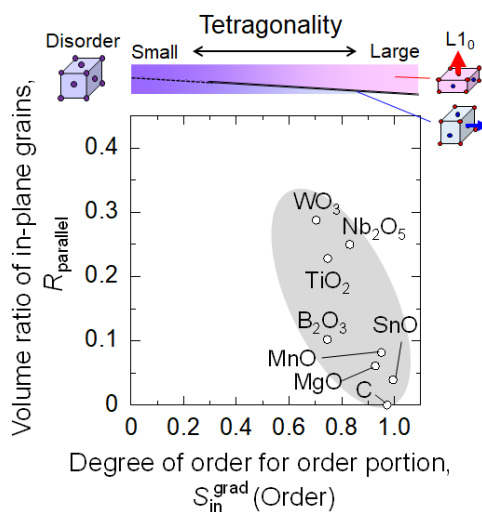 Tetragonality
Disorder
Small
Large
L1₀
Volume ratio of in-plane grains,
R_parallel
0.4
0.3
0.2
0.1
0
WO₃
Nb₂O₅
TiO₂
B₂O₃
SnO
MnO
MgO
C
0 0.2 0.4 0.6 0.8 1.0
Degree of order for order portion,
S_in^grad (Order)